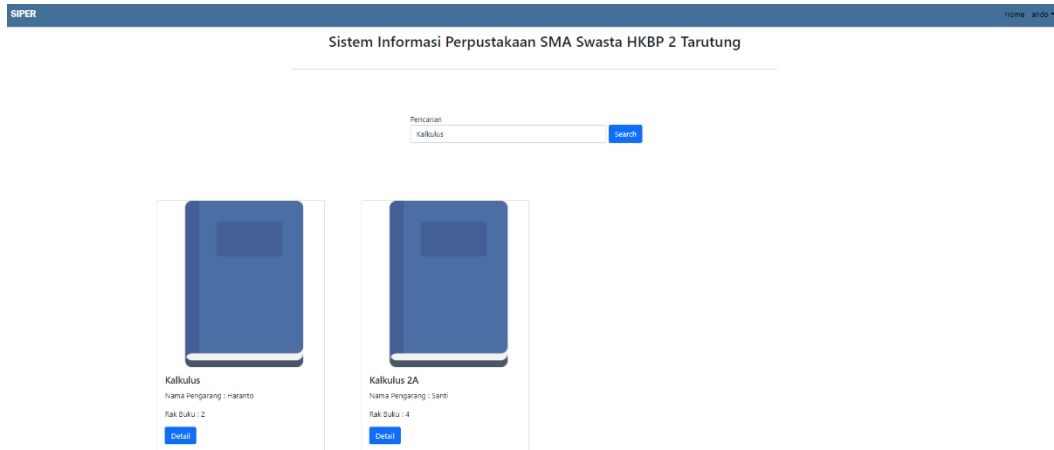 SIPER
Home ando
Sistem Informasi Perpustakaan SMA Swasta HKBP 2 Tarutung
Pencarian
Kalkulus Search
Kalkulus
Nama Pengarang : Haranto
Rak Buku : 2
Detail
Kalkulus 2A
Nama Pengarang : Santi
Rak Buku : 4
Detail